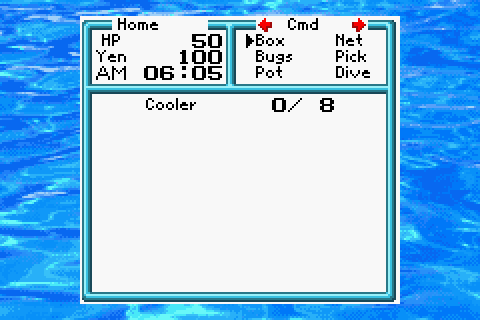 Home
HP 50
Yen 100
AM 06:05
Cmd
Box Net
Bugs Pick
Pot Dive
Cooler 0/ 8